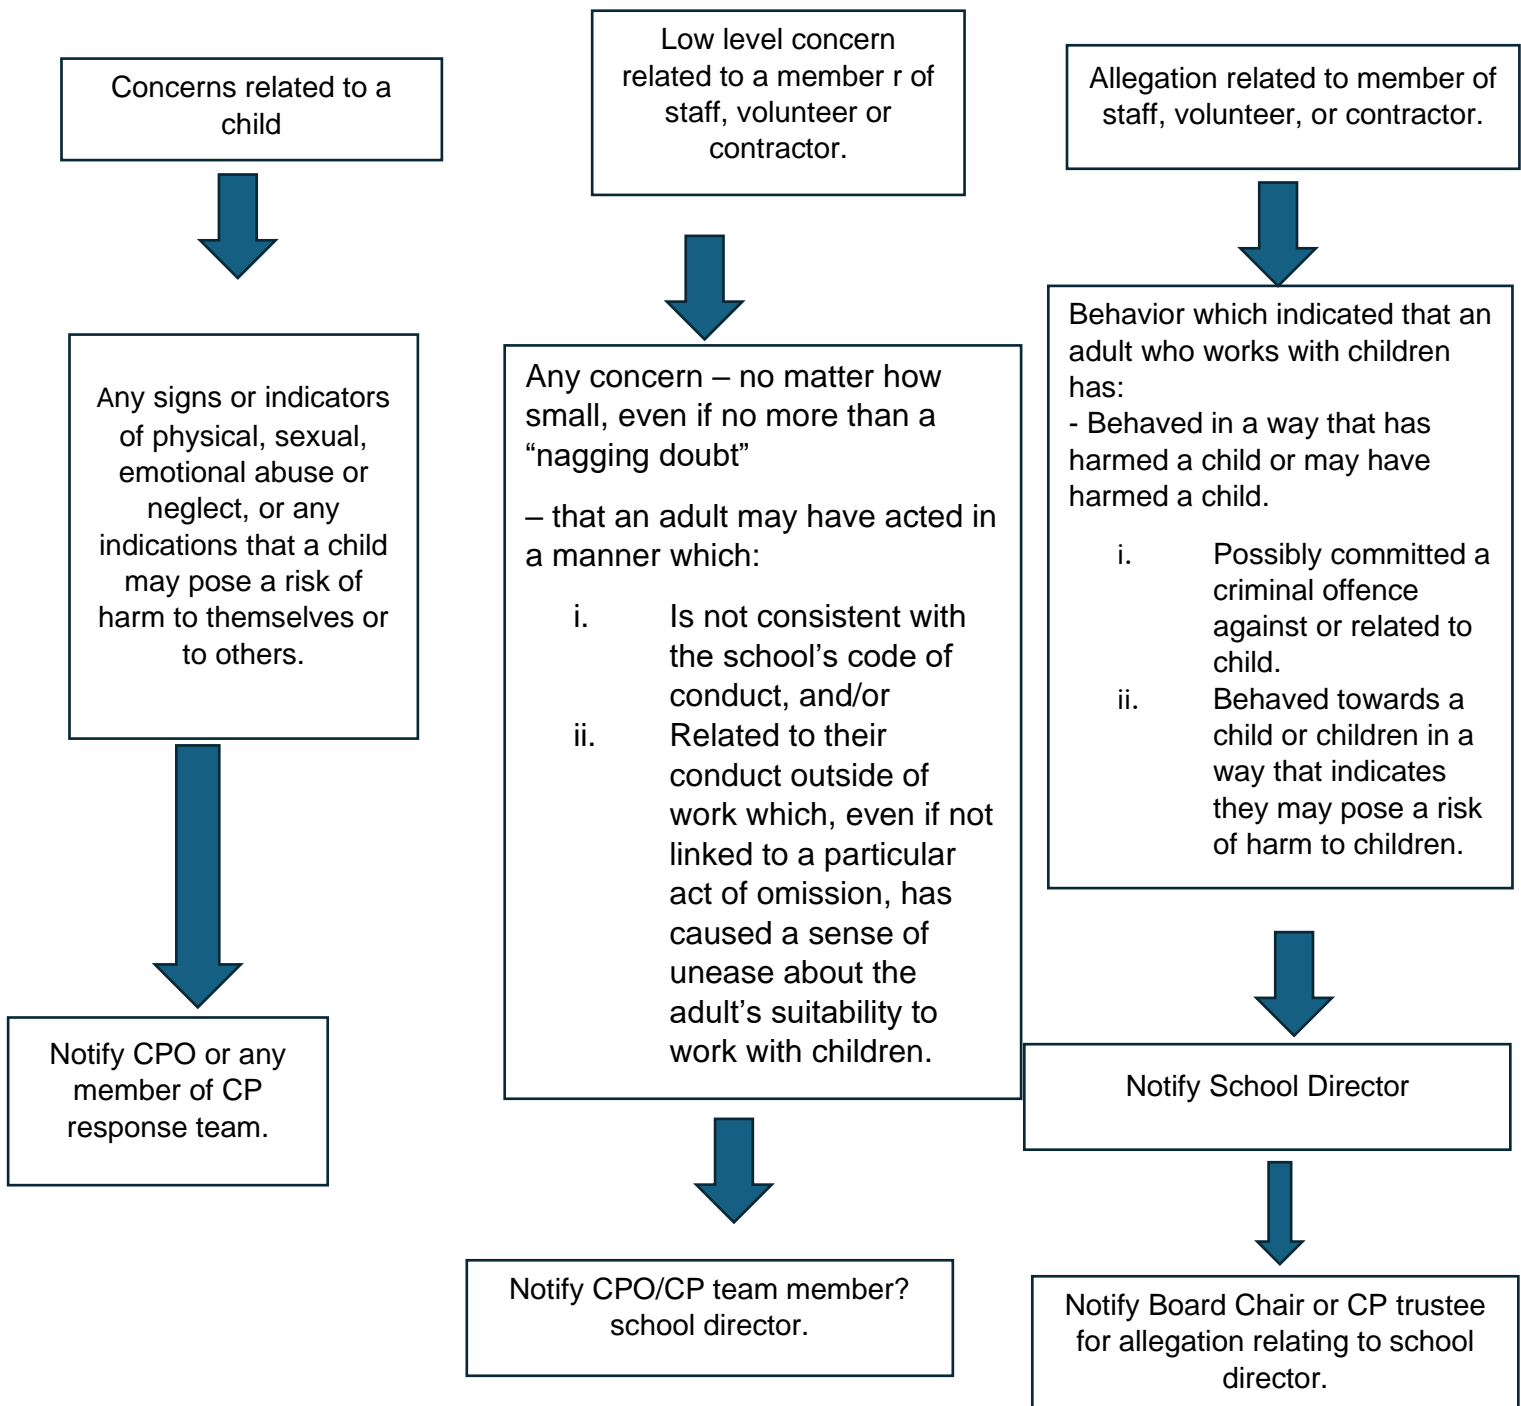 Concerns related to a
child
Any signs or indicators
of physical, sexual,
emotional abuse or
neglect, or any
indications that a child
may pose a risk of
harm to themselves or
to others.
Notify CPO or any
member of CP
response team.
Low level concern
related to a member r of
staff, volunteer or
contractor.
Any concern – no matter how
small, even if no more than a
“nagging doubt”
– that an adult may have acted in
a manner which:
i. Is not consistent with
the school’s code of
conduct, and/or
ii. Related to their
conduct outside of
work which, even if not
linked to a particular
act of omission, has
caused a sense of
unease about the
adult’s suitability to
work with children.
Notify CPO/CP team member?
school director.
Allegation related to member of
staff, volunteer, or contractor.
Behavior which indicated that an
adult who works with children
has:
- Behaved in a way that has
harmed a child or may have
harmed a child.
i. Possibly committed a
criminal offence
against or related to
child.
ii. Behaved towards a
child or children in a
way that indicates
they may pose a risk
of harm to children.
Notify School Director
Notify Board Chair or CP trustee
for allegation relating to school
director.